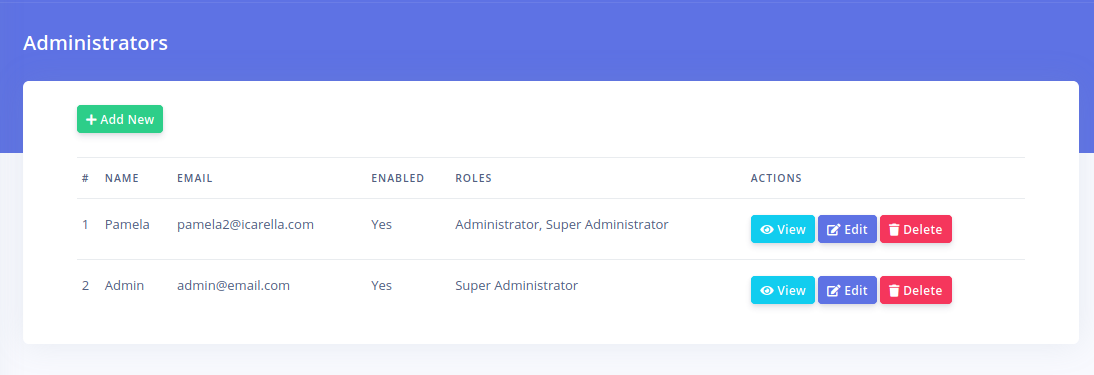 Administrators
Add New
# NAME EMAIL ENABLED ROLES ACTIONS
1 Pamela pamela2@icarella.com Yes Administrator, Super Administrator View Edit Delete
2 Admin admin@email.com Yes Super Administrator View Edit Delete